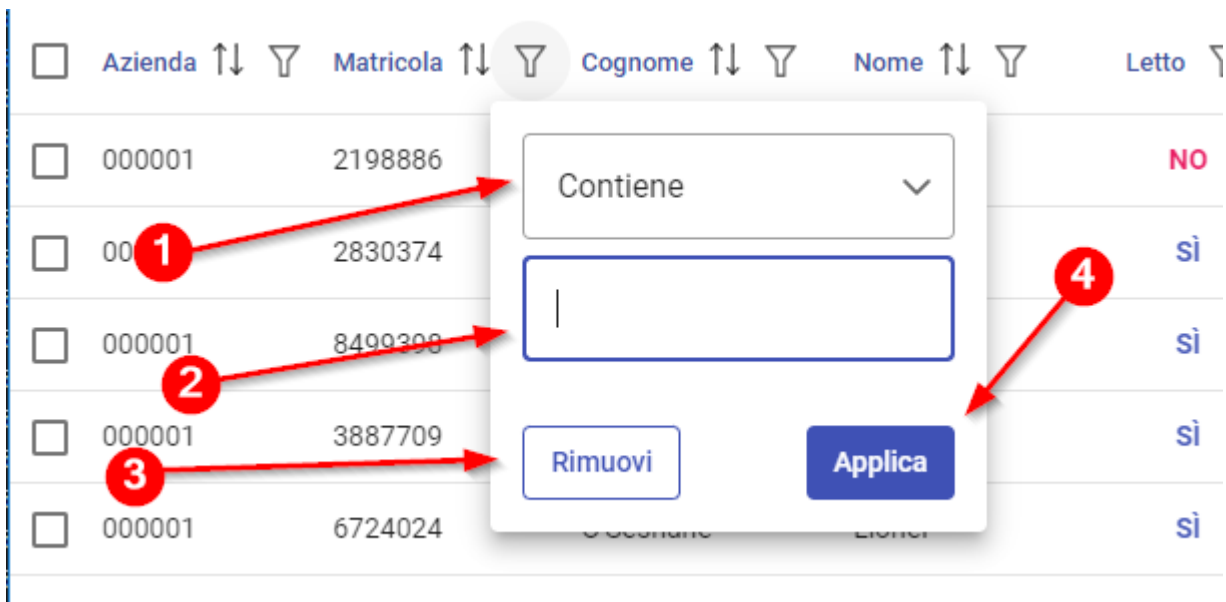 Azienda Matricola Cognome Nome Letto
000001 2198886 NO
Contiene
00 2830374 SÌ
1
4
000001 8499398 SÌ
2
000001 3887709 SÌ
3
Rimuovi Applica
000001 6724024 SÌ